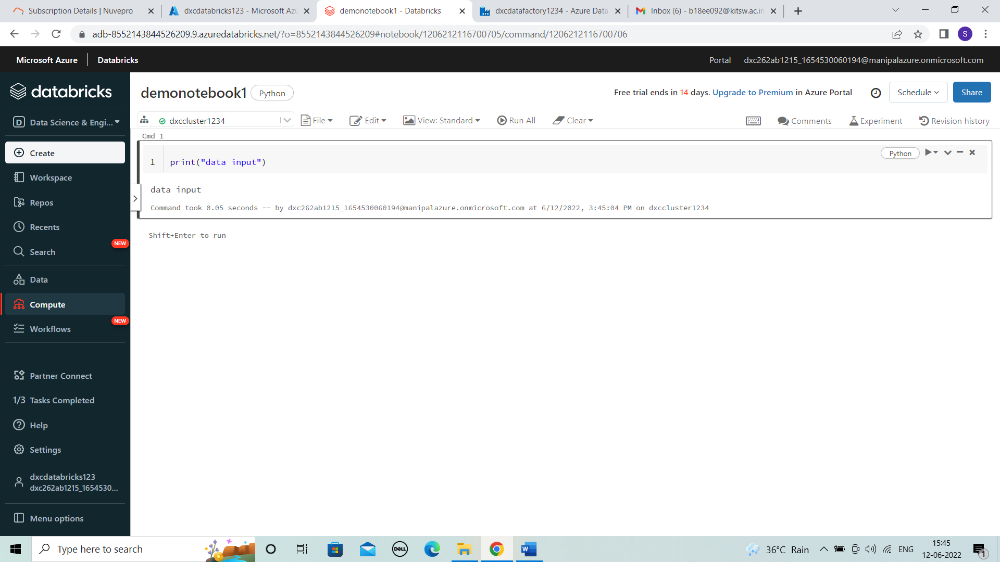 Subscription Details | Nuvepro
dxcdatabricks123 - Microsoft Azu
demonotebook1 - Databricks
dxcdatafactory1234 - Azure Data
Inbox (6) - b18ee092@kitsw.ac.in
adb-8552143844526209.9.azuredatabricks.net/?o=8552143844526209#notebook/1206212116700705/command/1206212116700706
S
Microsoft Azure
Databricks
Portal
dxc262ab1215_1654530060194@manipalazure.onmicrosoft.com
databricks
D Data Science & Engi...
Create
Workspace
Repos
Recents
NEW
Search
Data
Compute
NEW
Workflows
Partner Connect
1/3 Tasks Completed
Help
Settings
dxcdatabricks123
dxc262ab1215_1654530...
Menu options
demonotebook1
Python
Free trial ends in 14 days. Upgrade to Premium in Azure Portal
Schedule
Share
dxccluster1234
File
Edit
View: Standard
Run All
Clear
Comments
Experiment
Revision history
Cmd 1
Python
1 print("data input")
data input
Command took 0.05 seconds -- by dxc262ab1215_1654530060194@manipalazure.onmicrosoft.com at 6/12/2022, 3:45:04 PM on dxccluster1234
Shift+Enter to run
Type here to search
DELL
W
36°C Rain
ENG
15:45
12-06-2022
1